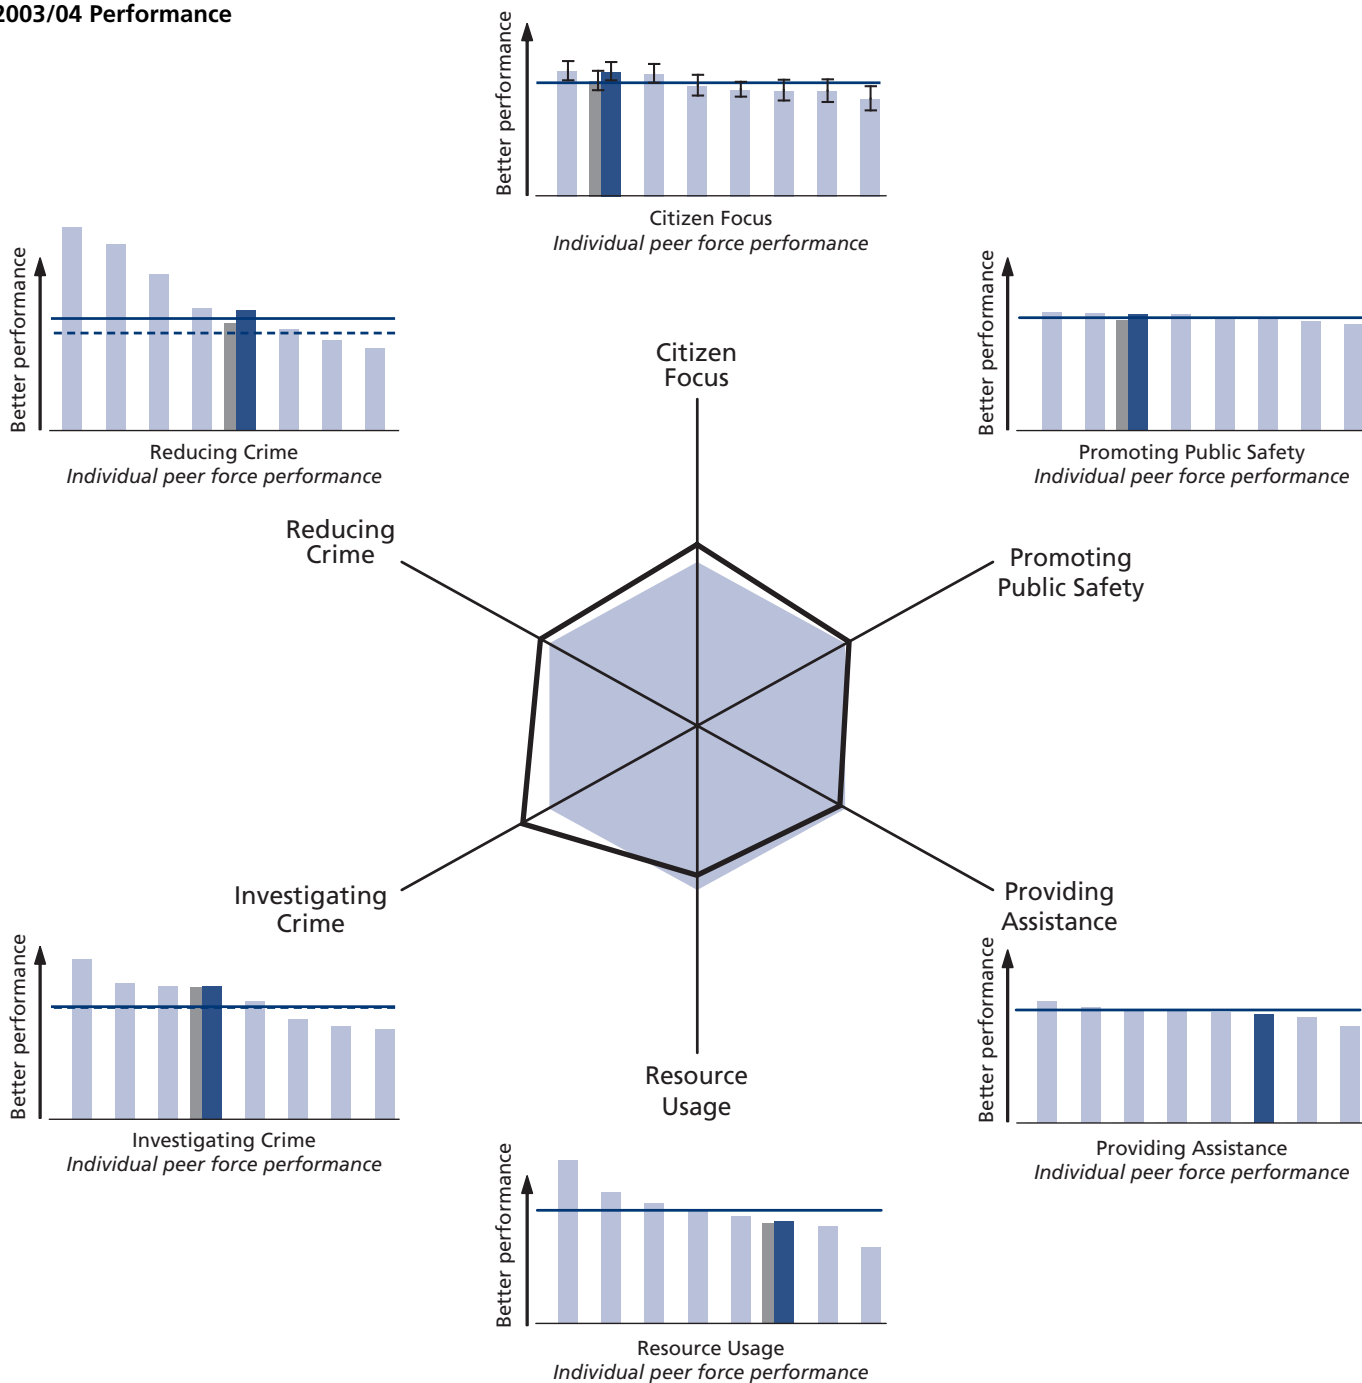 2003/04 Performance
Better performance
Citizen Focus
Individual peer force performance
Better performance
Reducing Crime
Individual peer force performance
Better performance
Promoting Public Safety
Individual peer force performance
Citizen
Focus
Reducing
Crime
Promoting
Public Safety
Investigating
Crime
Providing
Assistance
Resource
Usage
Better performance
Investigating Crime
Individual peer force performance
Better performance
Providing Assistance
Individual peer force performance
Better performance
Resource Usage
Individual peer force performance